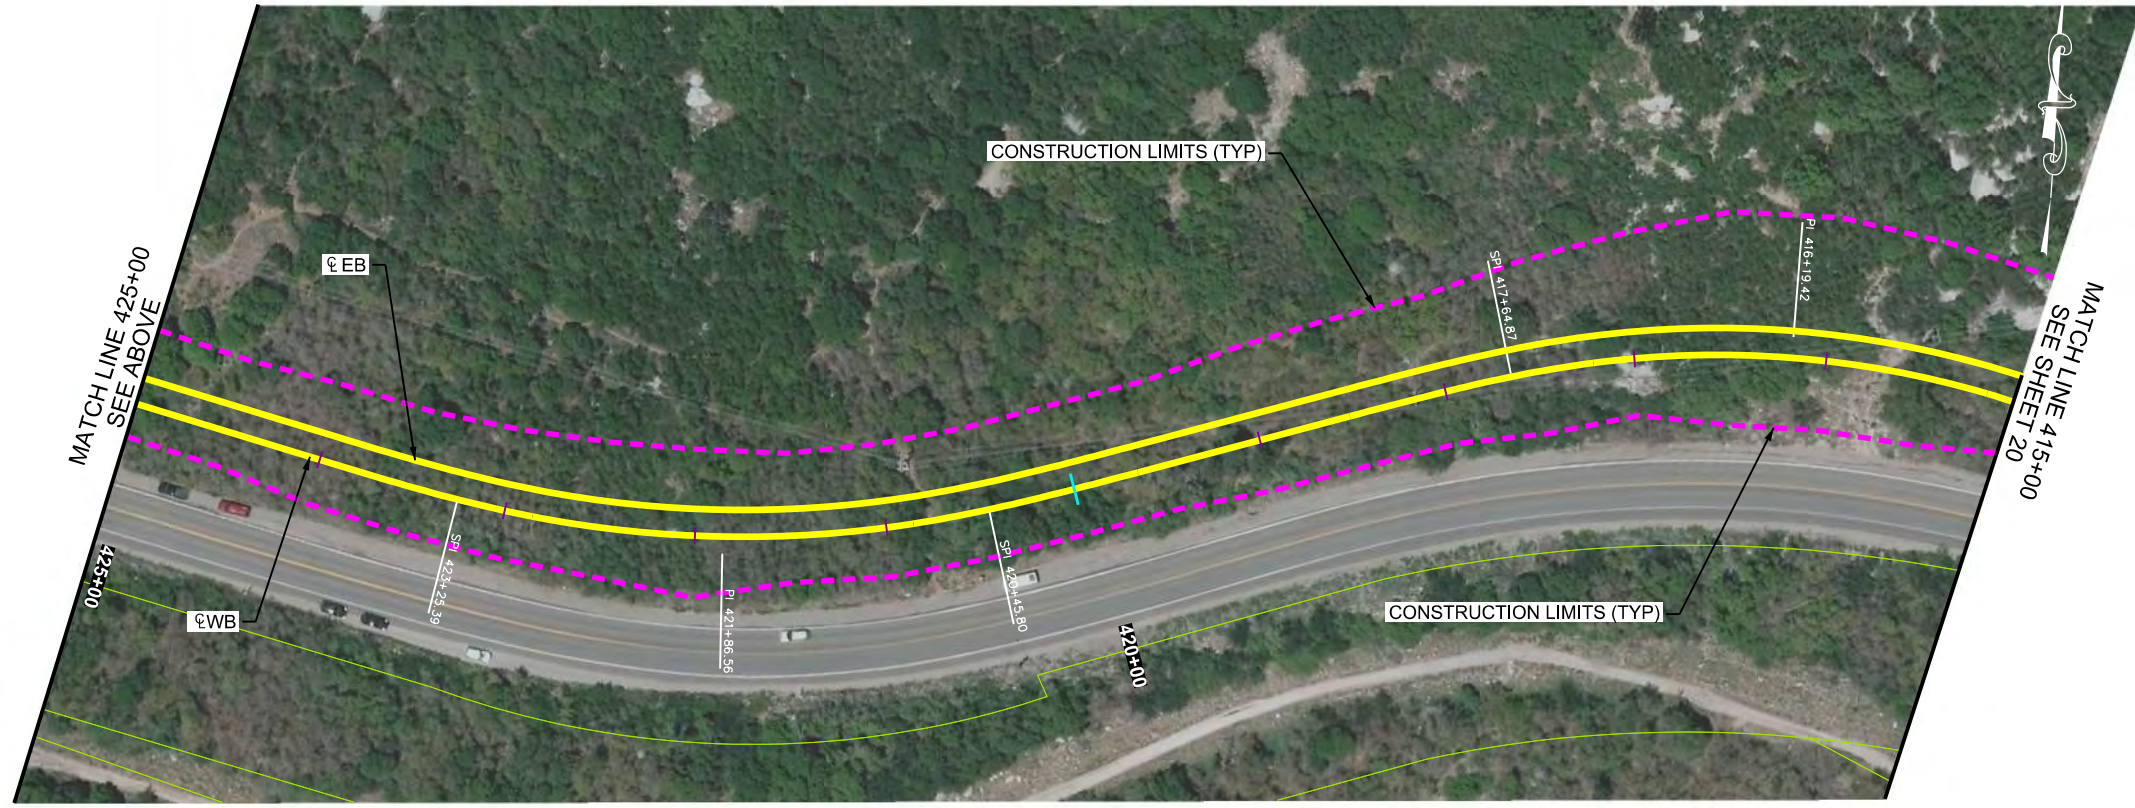 CONSTRUCTION LIMITS (TYP)
MATCH LINE 425+00
SEE ABOVE
℄ EB
SPI 417+64.87
PI 416+19.42
MATCH LINE 415+00
SEE SHEET 20
425+00
SPI 423+25.39
PI 421+86.56
SPI 420+45.80
420+00
℄ WB
CONSTRUCTION LIMITS (TYP)